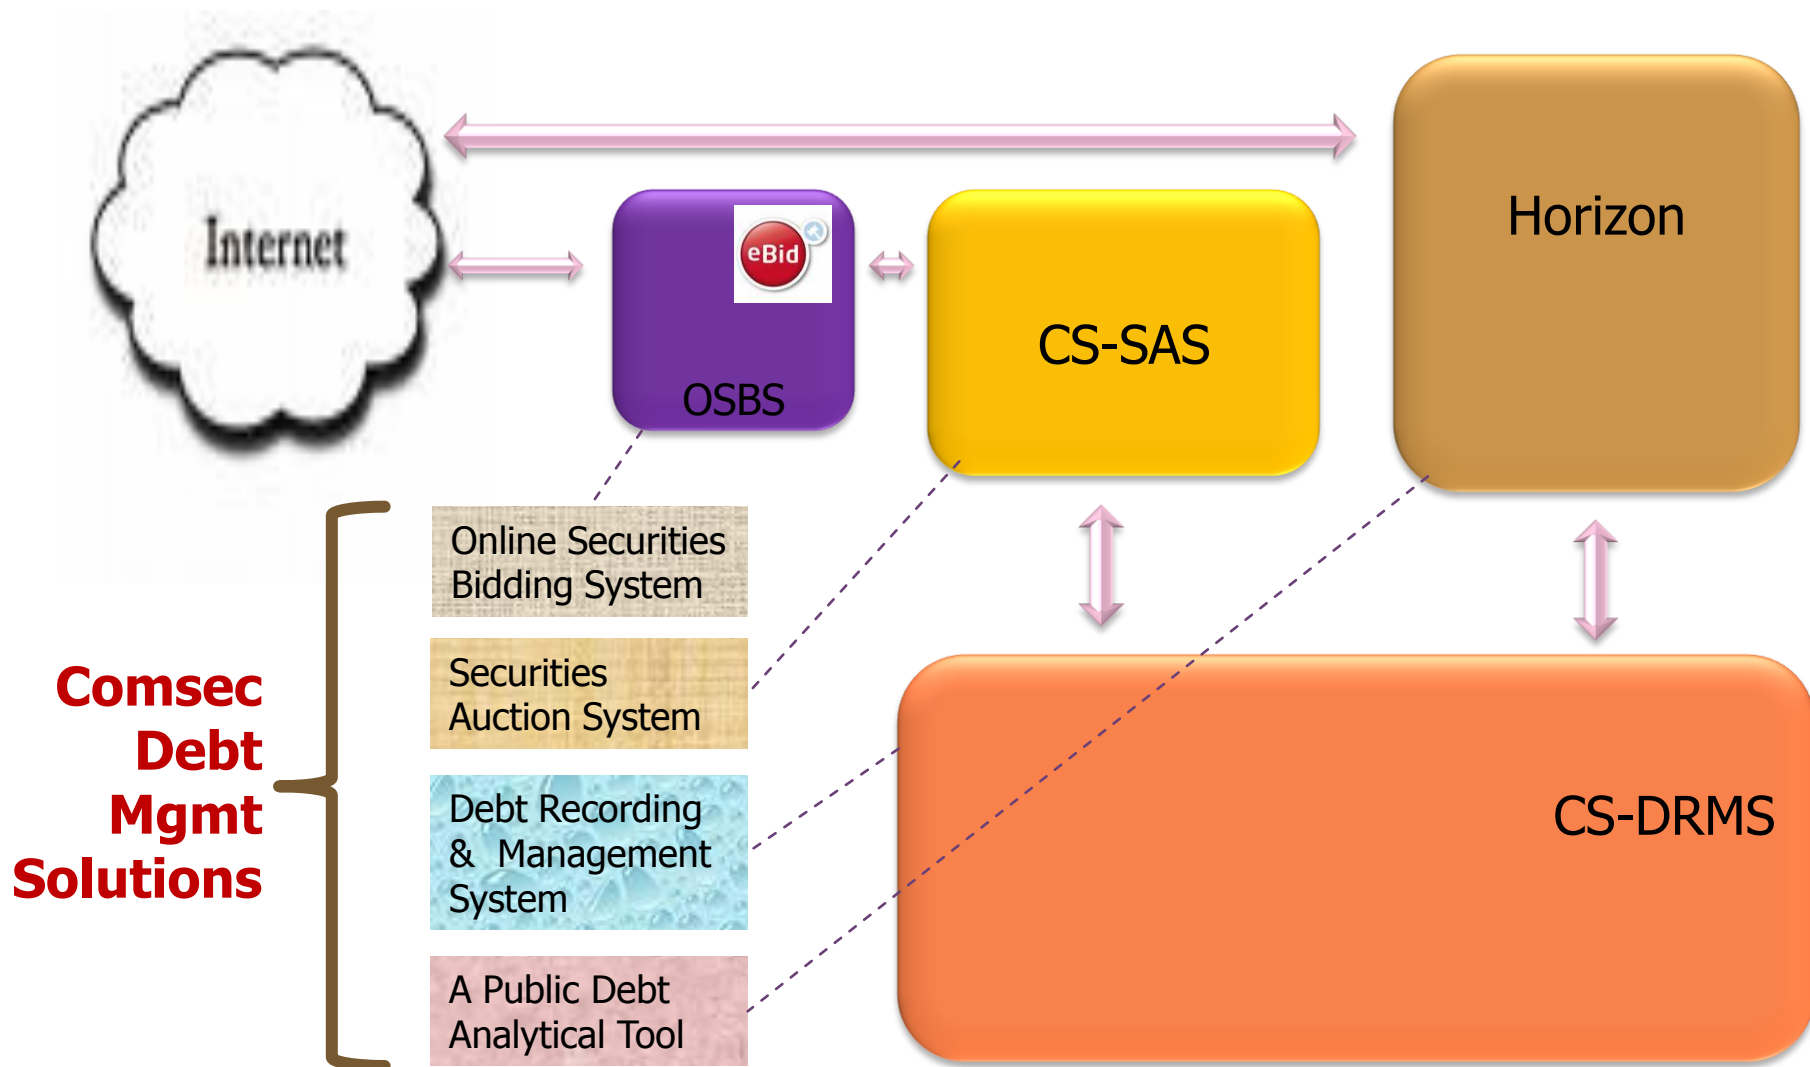 Internet
eBid
OSBS
CS-SAS
Horizon
Online Securities
Bidding System
Securities
Auction System
Debt Recording
& Management
System
A Public Debt
Analytical Tool
Comsec
Debt
Mgmt
Solutions
CS-DRMS